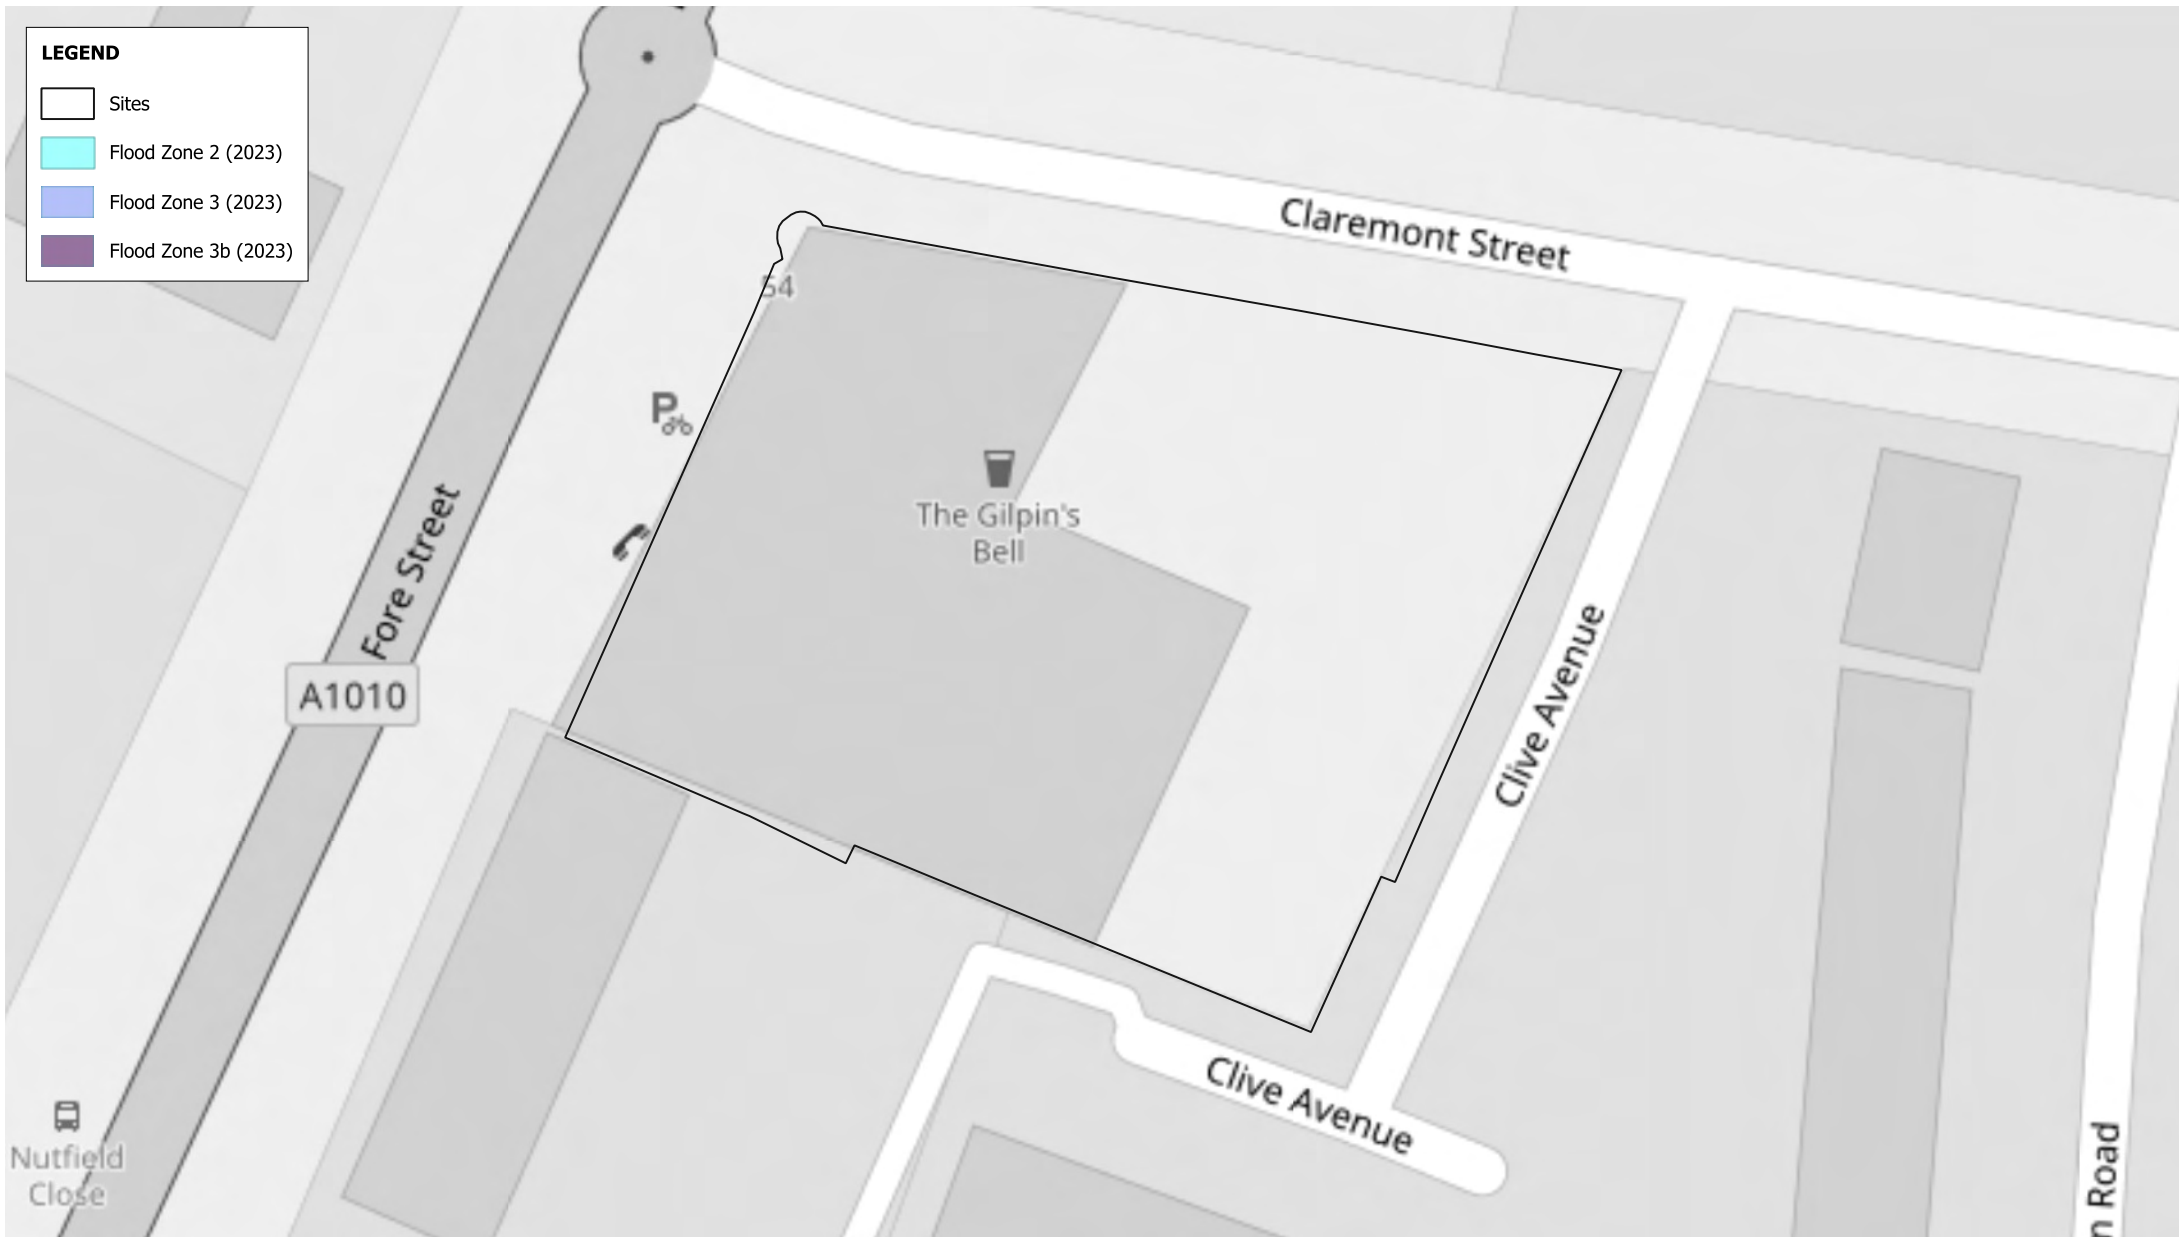 LEGEND
Sites
Flood Zone 2 (2023)
Flood Zone 3 (2023)
Flood Zone 3b (2023)
Claremont Street
54
P
The Gilpin's
Bell
Fore Street
A1010
Clive Avenue
Clive Avenue
Nutfield
Close
Road